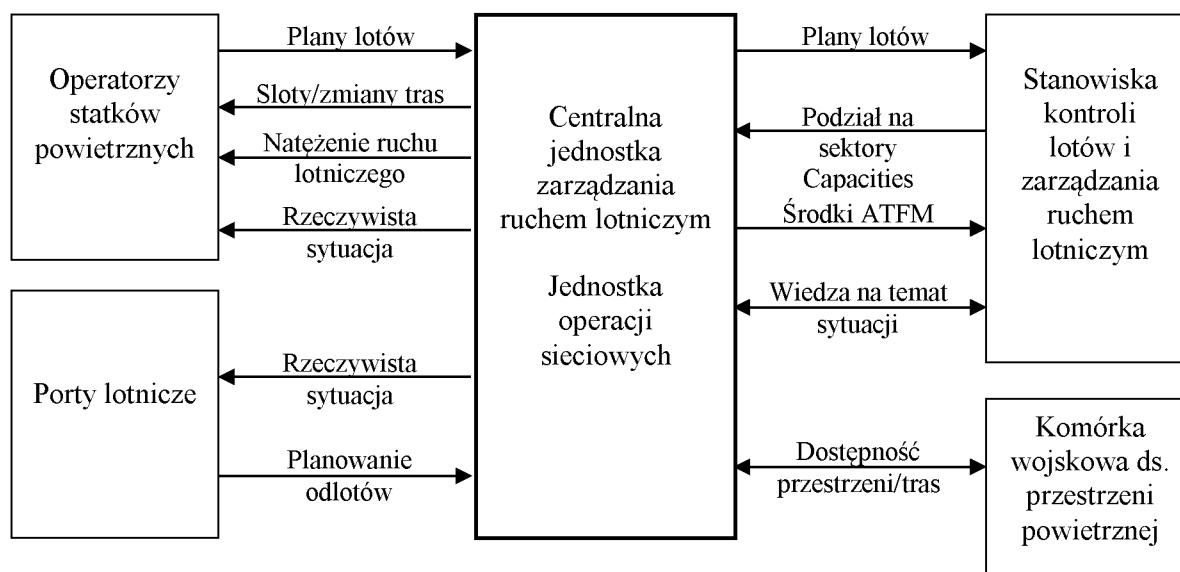 Operatorzy
statków
powietrznych
Plany lotów
Sloty/zmiany tras
Natężenie ruchu
lotniczego
Rzeczywista
sytuacja
Porty lotnicze
Rzeczywista
sytuacja
Planowanie
odlotów
Centralna
jednostka
zarządzania
ruchem lotniczym
Jednostka
operacji
sieciowych
Plany lotów
Podział na
sektory
Capacities
Środki ATFM
Wiedza na temat
sytuacji
Dostępność
przestrzeni/tras
Stanowiska
kontroli
lotów i
zarządzania
ruchem
lotniczym
Komórka
wojskowa ds.
przestrzeni
powietrznej